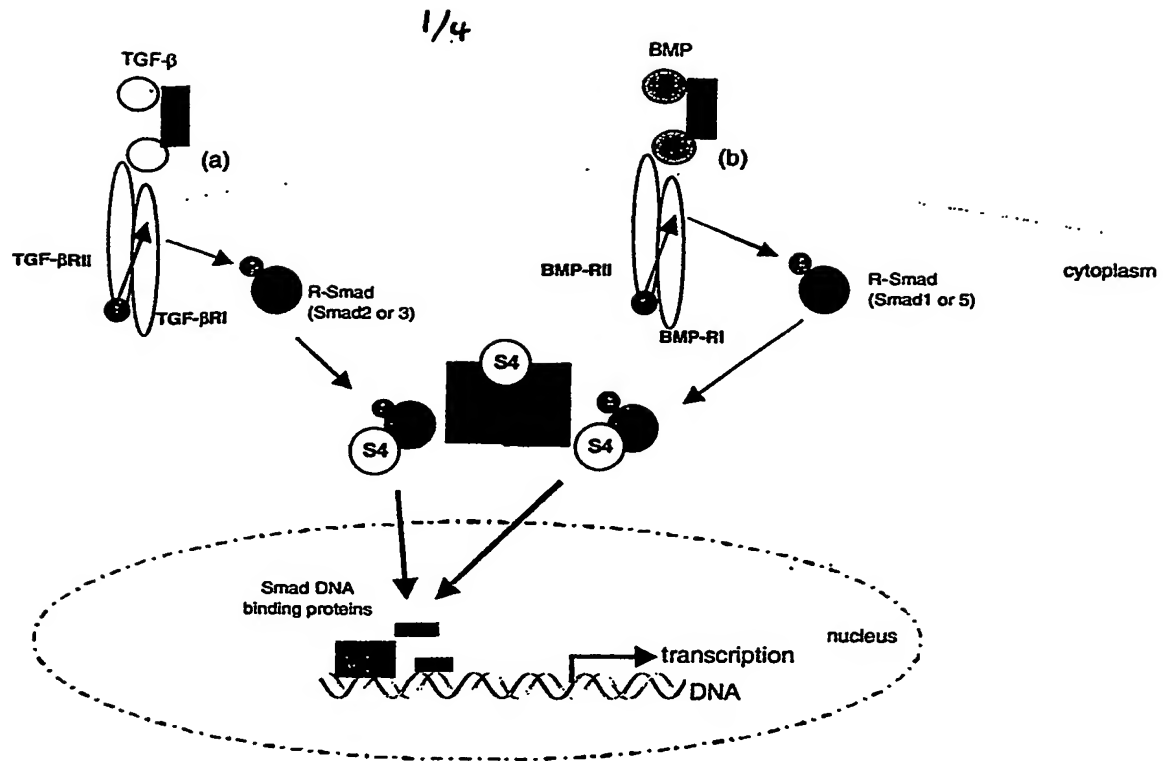 1/4
TGF-β
BMP
(a)
(b)
TGF-βRII
TGF-βRI
R-Smad
(Smad2 or 3)
BMP-RII
BMP-RI
R-Smad
(Smad1 or 5)
cytoplasm
S4
S4
S4
Smad DNA
binding proteins
nucleus
transcription
DNA